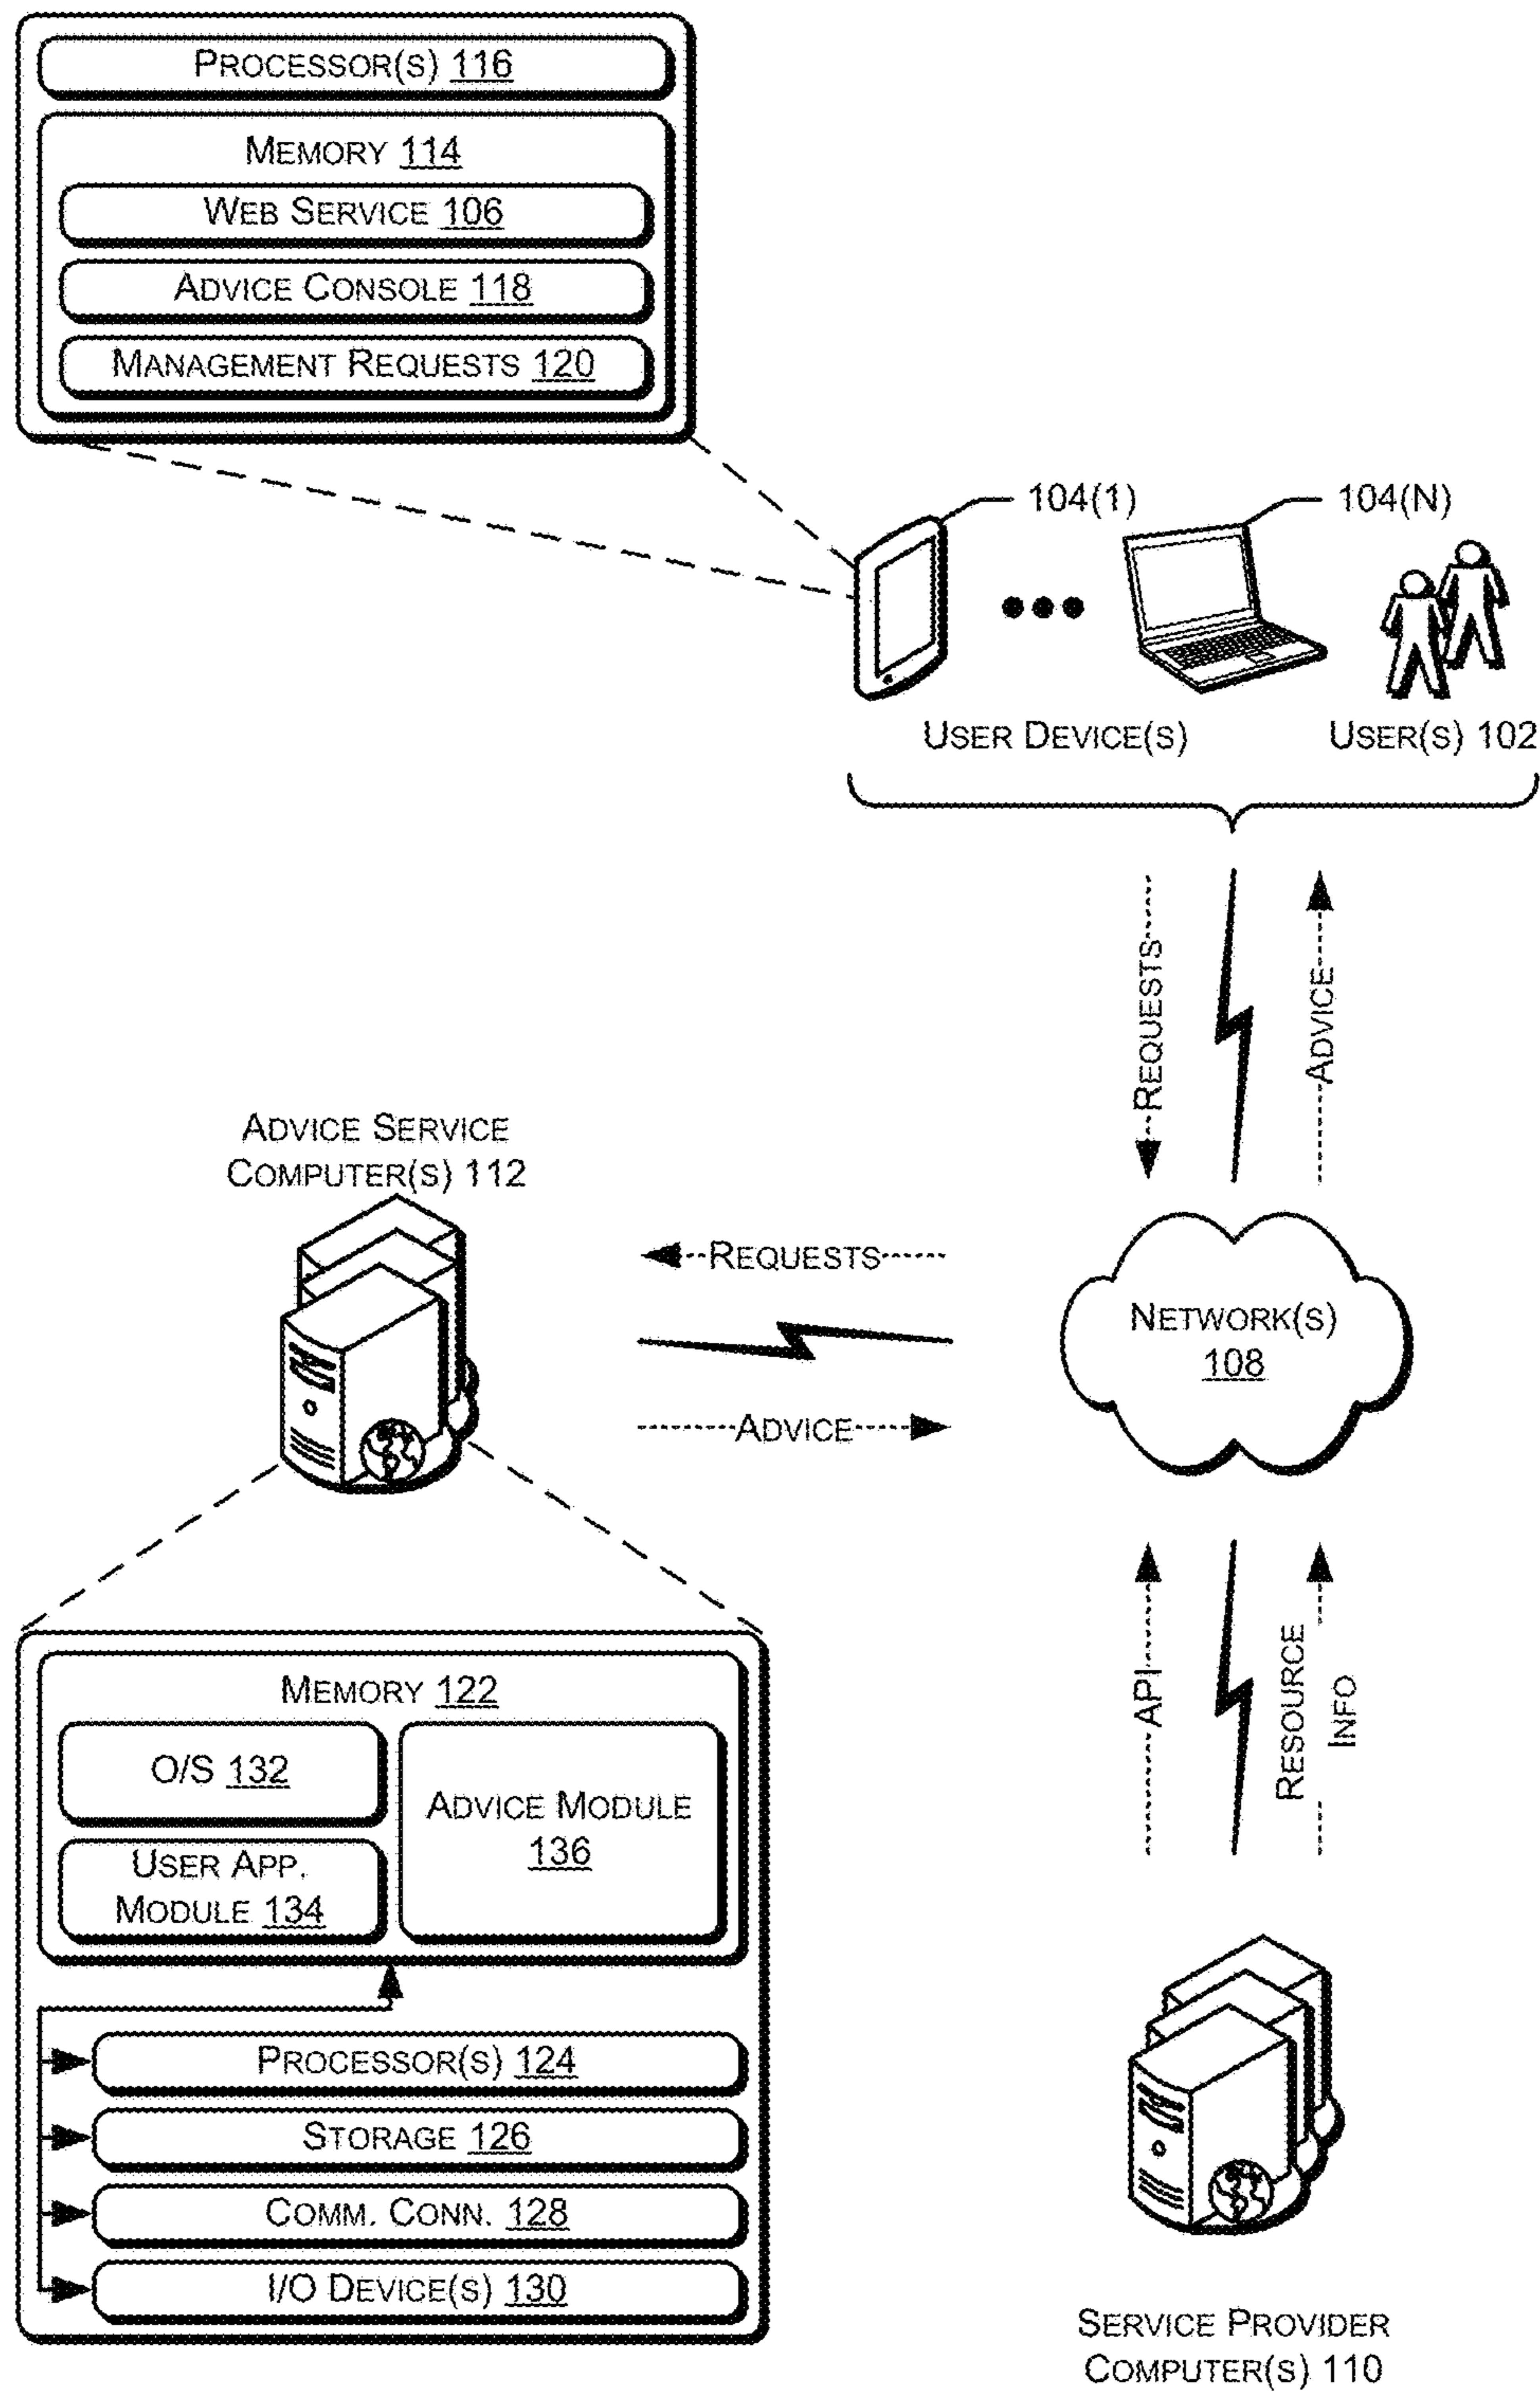 PROCESSOR(S) 116
MEMORY 114
WEB SERVICE 106
ADVICE CONSOLE 118
MANAGEMENT REQUESTS 120
104(1)
104(N)
USER DEVICE(S)
USER(S) 102
REQUESTS
ADVICE
ADVICE SERVICE
COMPUTER(S) 112
REQUESTS
ADVICE
NETWORK(S)
108
API
RESOURCE
INFO
MEMORY 122
O/S 132
USER APP.
MODULE 134
ADVICE MODULE
136
PROCESSOR(S) 124
STORAGE 126
COMM. CONN. 128
I/O DEVICE(S) 130
SERVICE PROVIDER
COMPUTER(S) 110